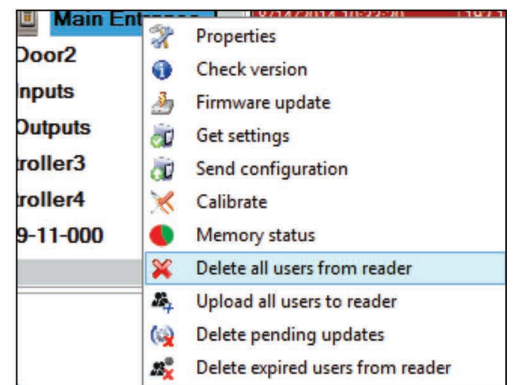 Main Entrance
Door2
nputs
Outputs
troller3
troller4
9-11-000
Properties
Check version
Firmware update
Get settings
Send configuration
Calibrate
Memory status
Delete all users from reader
Upload all users to reader
Delete pending updates
Delete expired users from reader